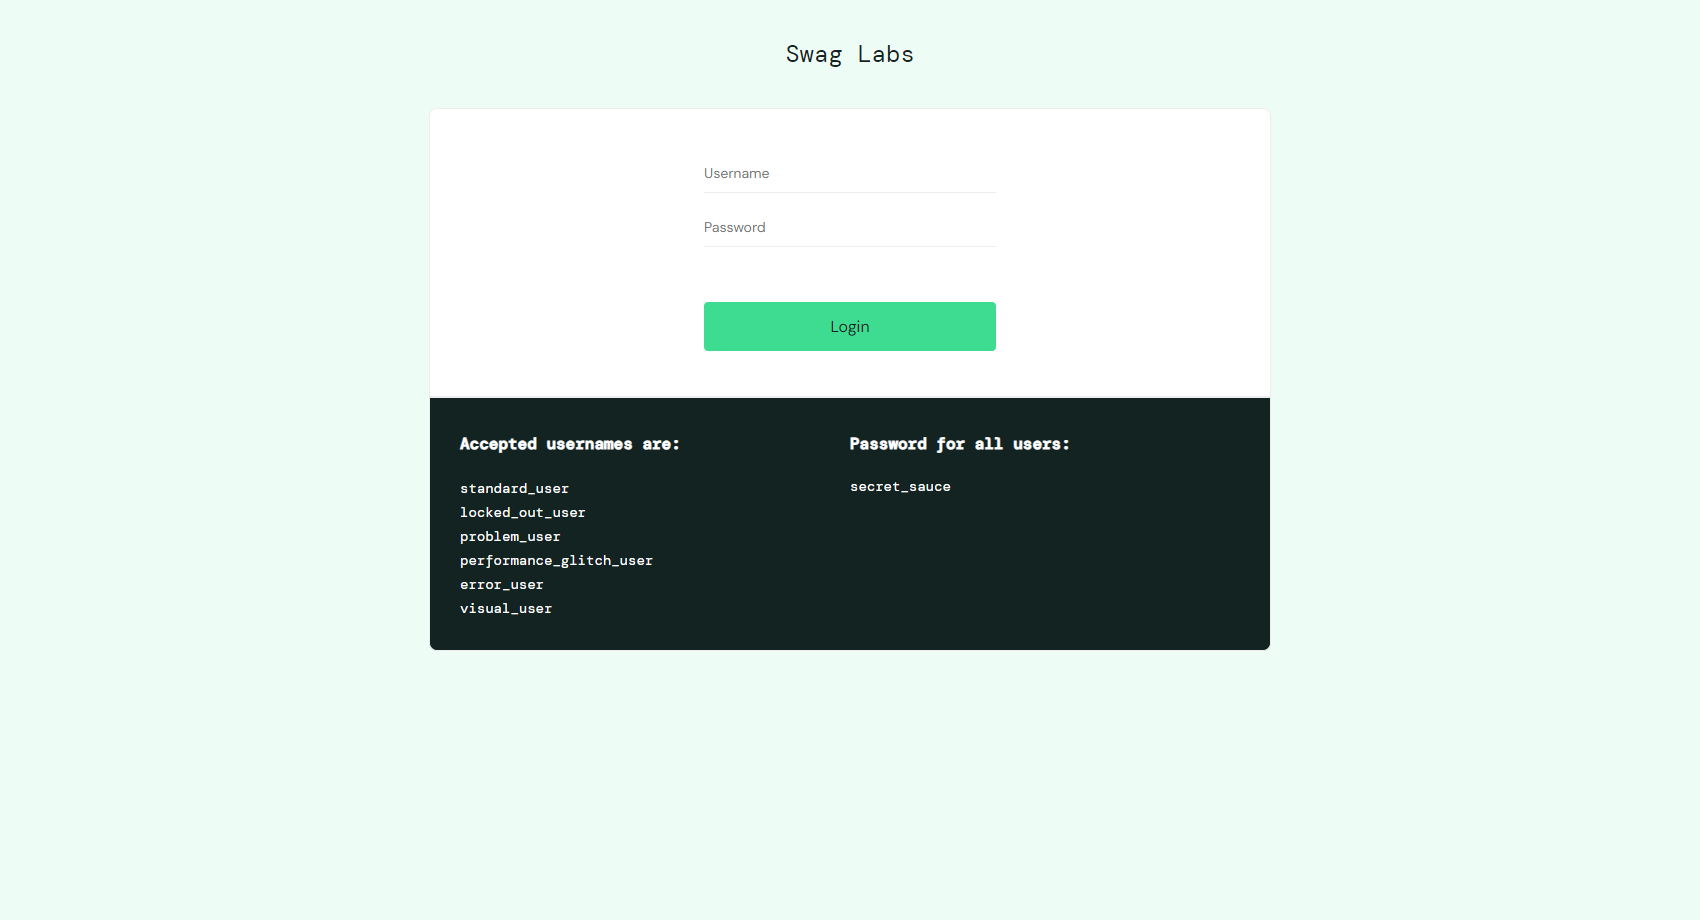 Swag Labs
Username
Password
Login
Accepted usernames are:
standard_user
locked_out_user
problem_user
performance_glitch_user
error_user
visual_user
Password for all users:
secret_sauce